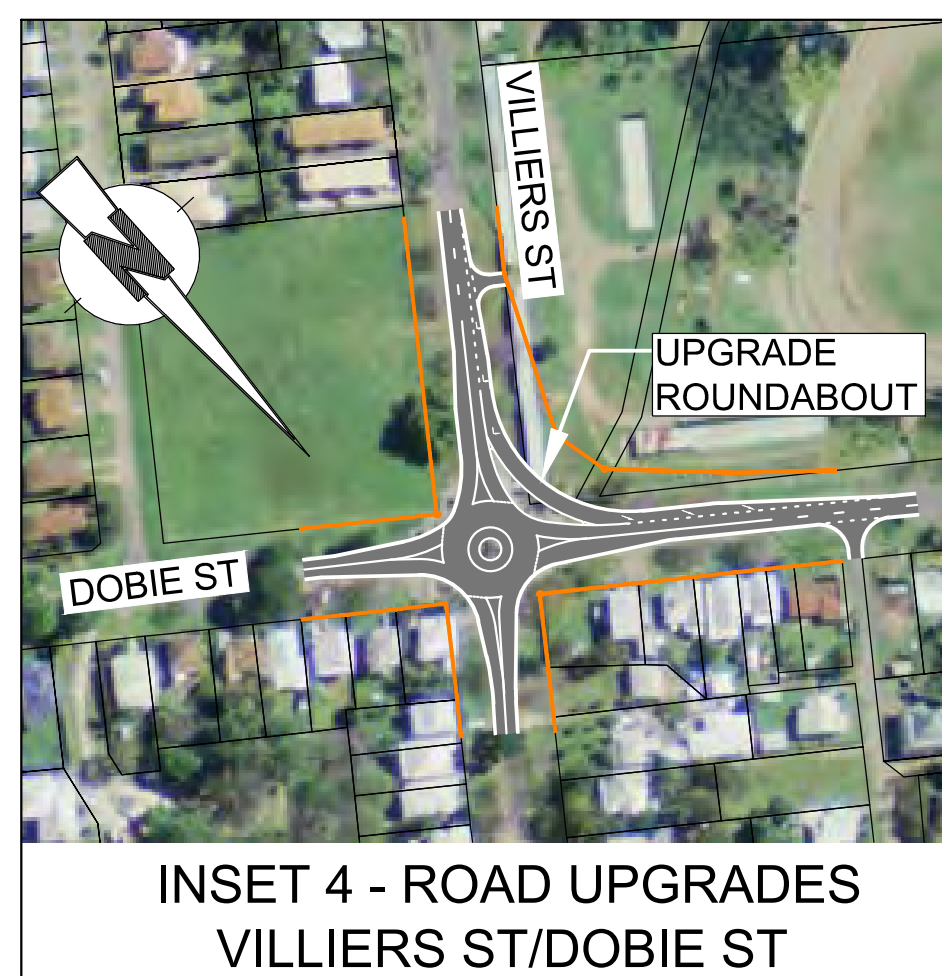 VILLIERS ST
UPGRADE
ROUNDABOUT
DOBIE ST
N
INSET 4 - ROAD UPGRADES
VILLIERS ST/DOBIE ST